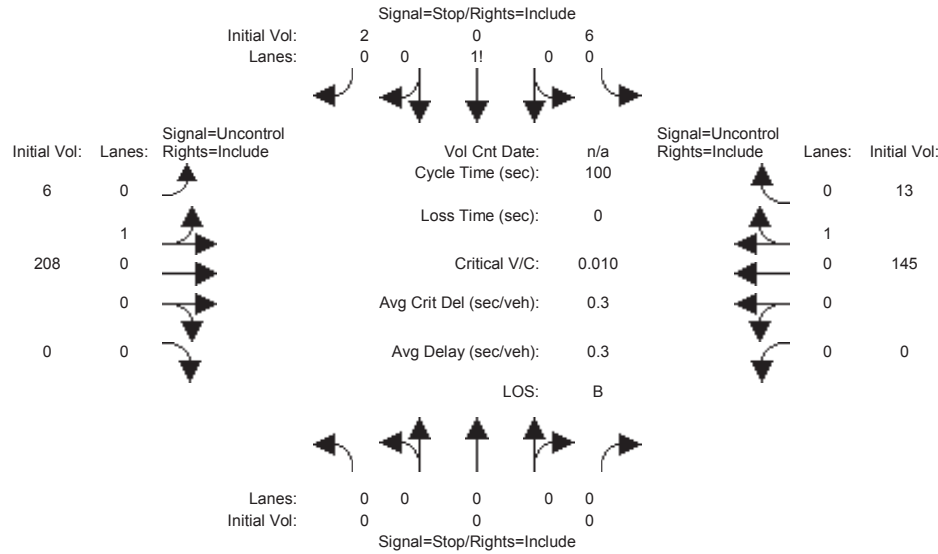 Signal=Stop/Rights=Include
Initial Vol: 2 0 6
Lanes: 0 0 1! 0 0
Signal=Uncontrol
Initial Vol: Lanes: Rights=Include
Vol Cnt Date: n/a
Signal=Uncontrol
Rights=Include Lanes: Initial Vol:
Cycle Time (sec): 100
6 0
0 13
Loss Time (sec): 0
1
1
208 0
Critical V/C: 0.010
0 145
0
Avg Crit Del (sec/veh): 0.3
0
0 0
Avg Delay (sec/veh): 0.3
0 0
LOS: B
Lanes: 0 0 0 0 0
Initial Vol: 0 0 0
Signal=Stop/Rights=Include